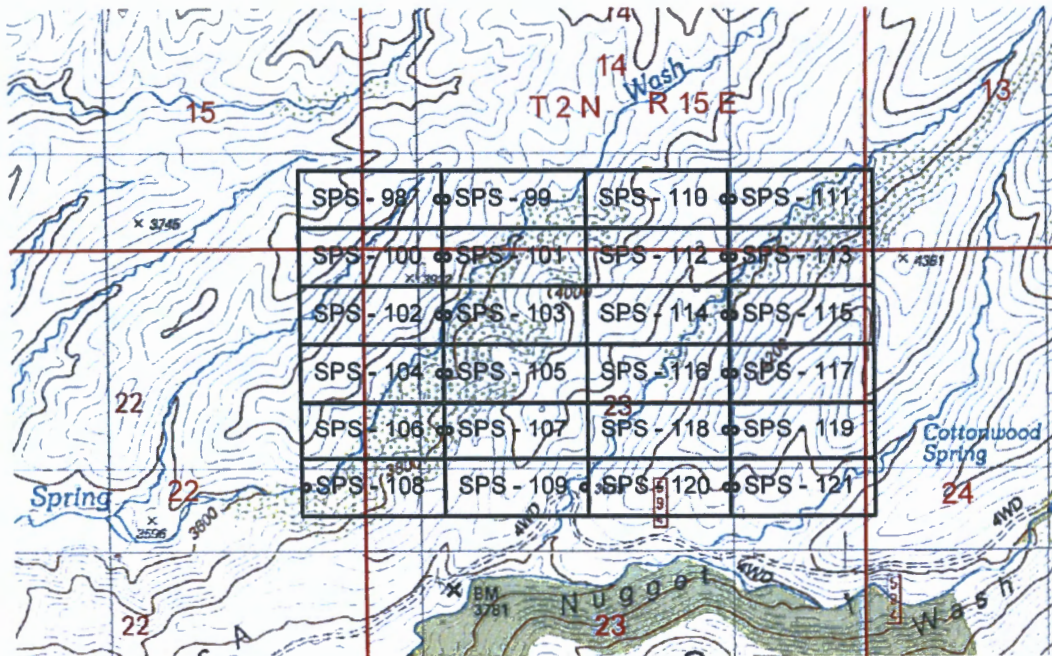 14
14
Wash
13
15
T 2 N R 15 E
SPS - 98 SPS - 99 SPS - 110 SPS - 111
3745
SPS - 100 SPS - 101 SPS - 112 SPS - 113
4361
4000
SPS - 102 SPS - 103 SPS - 114 SPS - 115
SPS - 104 SPS - 105 SPS - 116 SPS - 117
22
23
SPS - 106 SPS - 107 SPS - 118 SPS - 119
Cottonwood
Spring
3800
SPS - 108 SPS - 109 SPS - 120 SPS - 121
Spring
22
24
3596
3800
4WD
4WD
4WD
BM
3781
Nugget
Wash
22
23